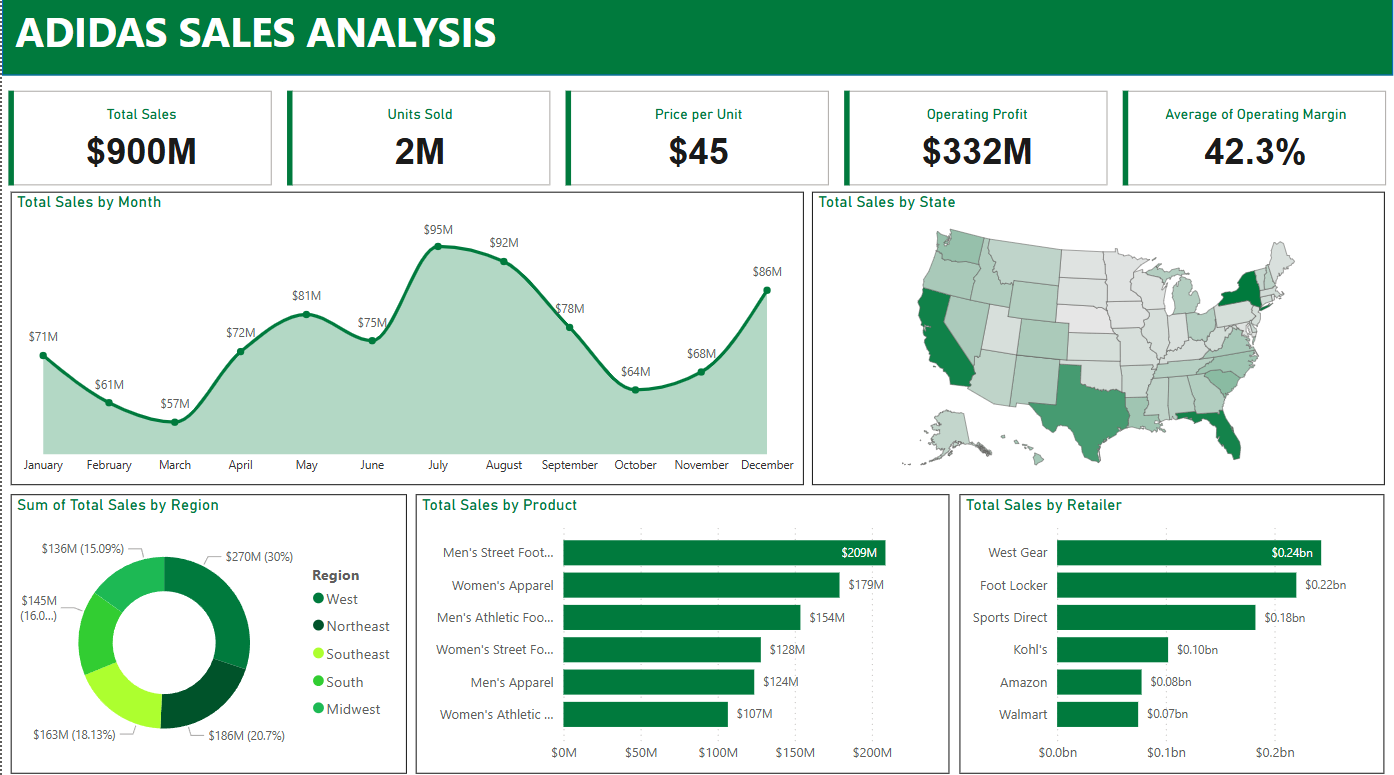 ADIDAS SALES ANALYSIS
Total Sales
$900M
Units Sold
2M
Price per Unit
$45
Operating Profit
$332M
Average of Operating Margin
42.3%
Total Sales by Month
$71M
$61M
$57M
$72M
$81M
$75M
$95M
$92M
$78M
$64M
$68M
$86M
January February March April May June July August September October November December
Total Sales by State
Sum of Total Sales by Region
$136M (15.09%)
$270M (30%)
$145M
(16.0...)
$163M (18.13%)
$186M (20.7%)
Region
West
Northeast
Southeast
South
Midwest
Total Sales by Product
Men's Street Foot... $209M
Women's Apparel $179M
Men's Athletic Foo... $154M
Women's Street Fo... $128M
Men's Apparel $124M
Women's Athletic ... $107M
$0M $50M $100M $150M $200M
Total Sales by Retailer
West Gear $0.24bn
Foot Locker $0.22bn
Sports Direct $0.18bn
Kohl's $0.10bn
Amazon $0.08bn
Walmart $0.07bn
$0.0bn $0.1bn $0.2bn